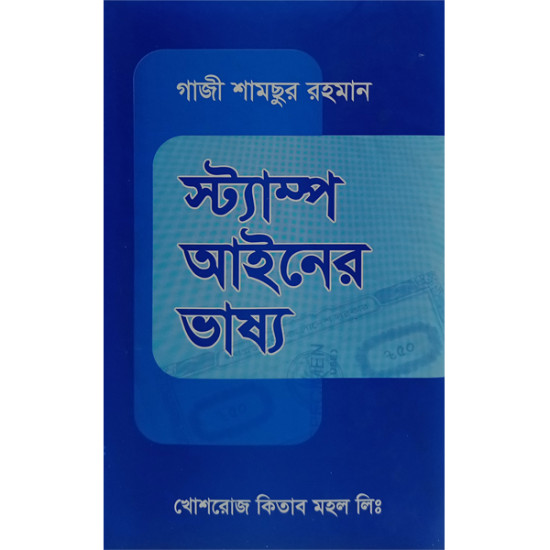 গাজী শামছুর রহমান
স্ট্যাম্প
আইনের
ভাষ্য
খোশরোজ কিতাব মহল লিঃ